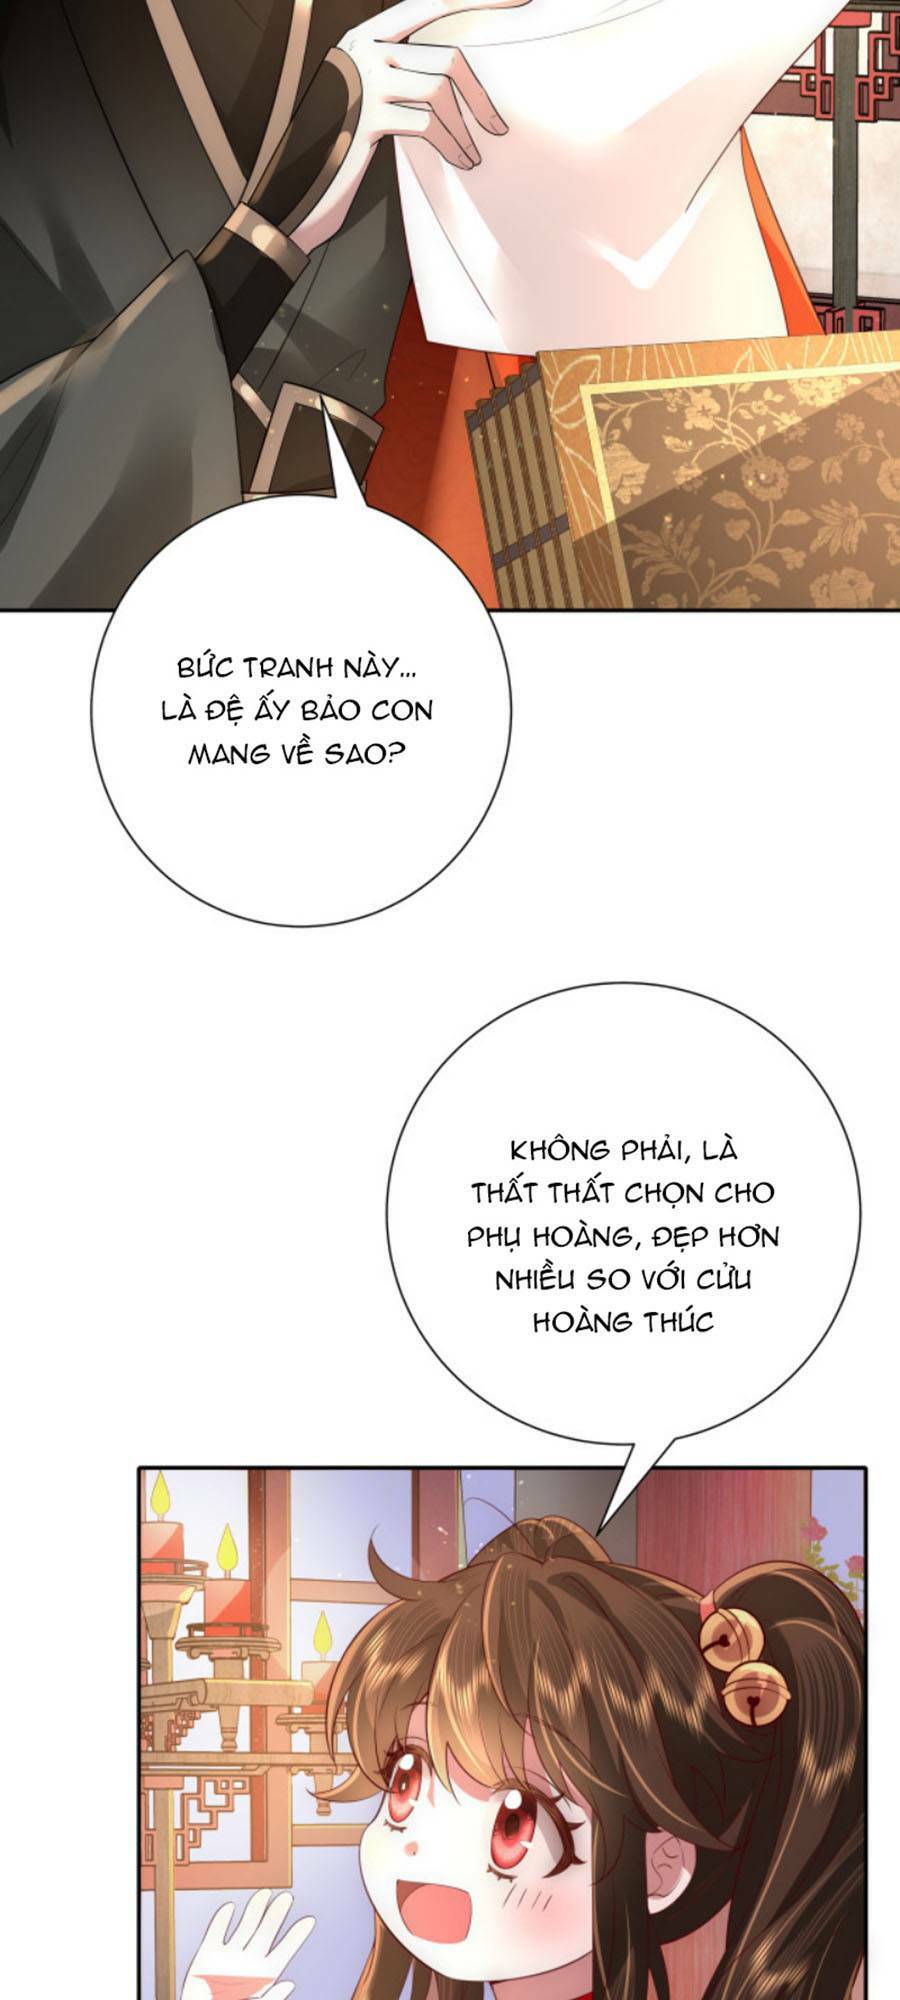 BỨC TRANH NÀY...
LÀ ĐỆ ẤY BẢO CON
MANG VỀ SAO?
KHÔNG PHẢI, LÀ
THẤT THẤT CHỌN CHO
PHỤ HOÀNG, ĐẸP HƠN
NHIỀU SO VỚI CỬU
HOÀNG THÚC